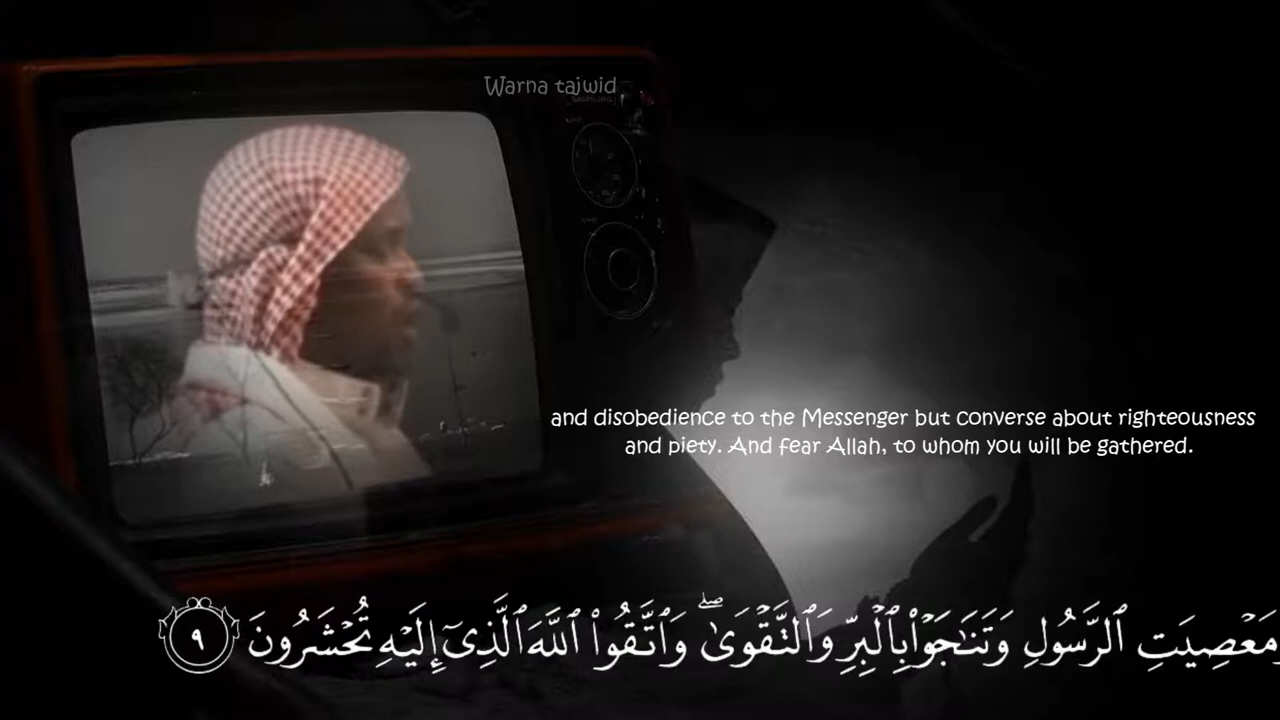 Warna tajwid
and disobedience to the Messenger but converse about righteousness
and piety. And fear Allah, to whom you will be gathered.
وَمَعْصِيَتِ ٱلرَّسُولِ وَتَنَـٰجَوْا۟ بِٱلْبِرِّ وَٱلتَّقْوَىٰ ۖ وَٱتَّقُوا۟ ٱللَّهَ ٱلَّذِىٓ إِلَيْهِ تُحْشَرُونَ ٩